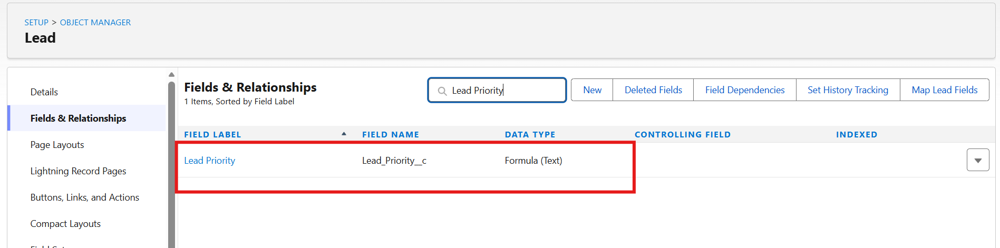 SETUP > OBJECT MANAGER
Lead
Details
Fields & Relationships
Page Layouts
Lightning Record Pages
Buttons, Links, and Actions
Compact Layouts
Fields & Relationships
1 Items, Sorted by Field Label
Lead Priority
New
Deleted Fields
Field Dependencies
Set History Tracking
Map Lead Fields
FIELD LABEL FIELD NAME DATA TYPE CONTROLLING FIELD INDEXED
Lead Priority Lead_Priority__c Formula (Text)